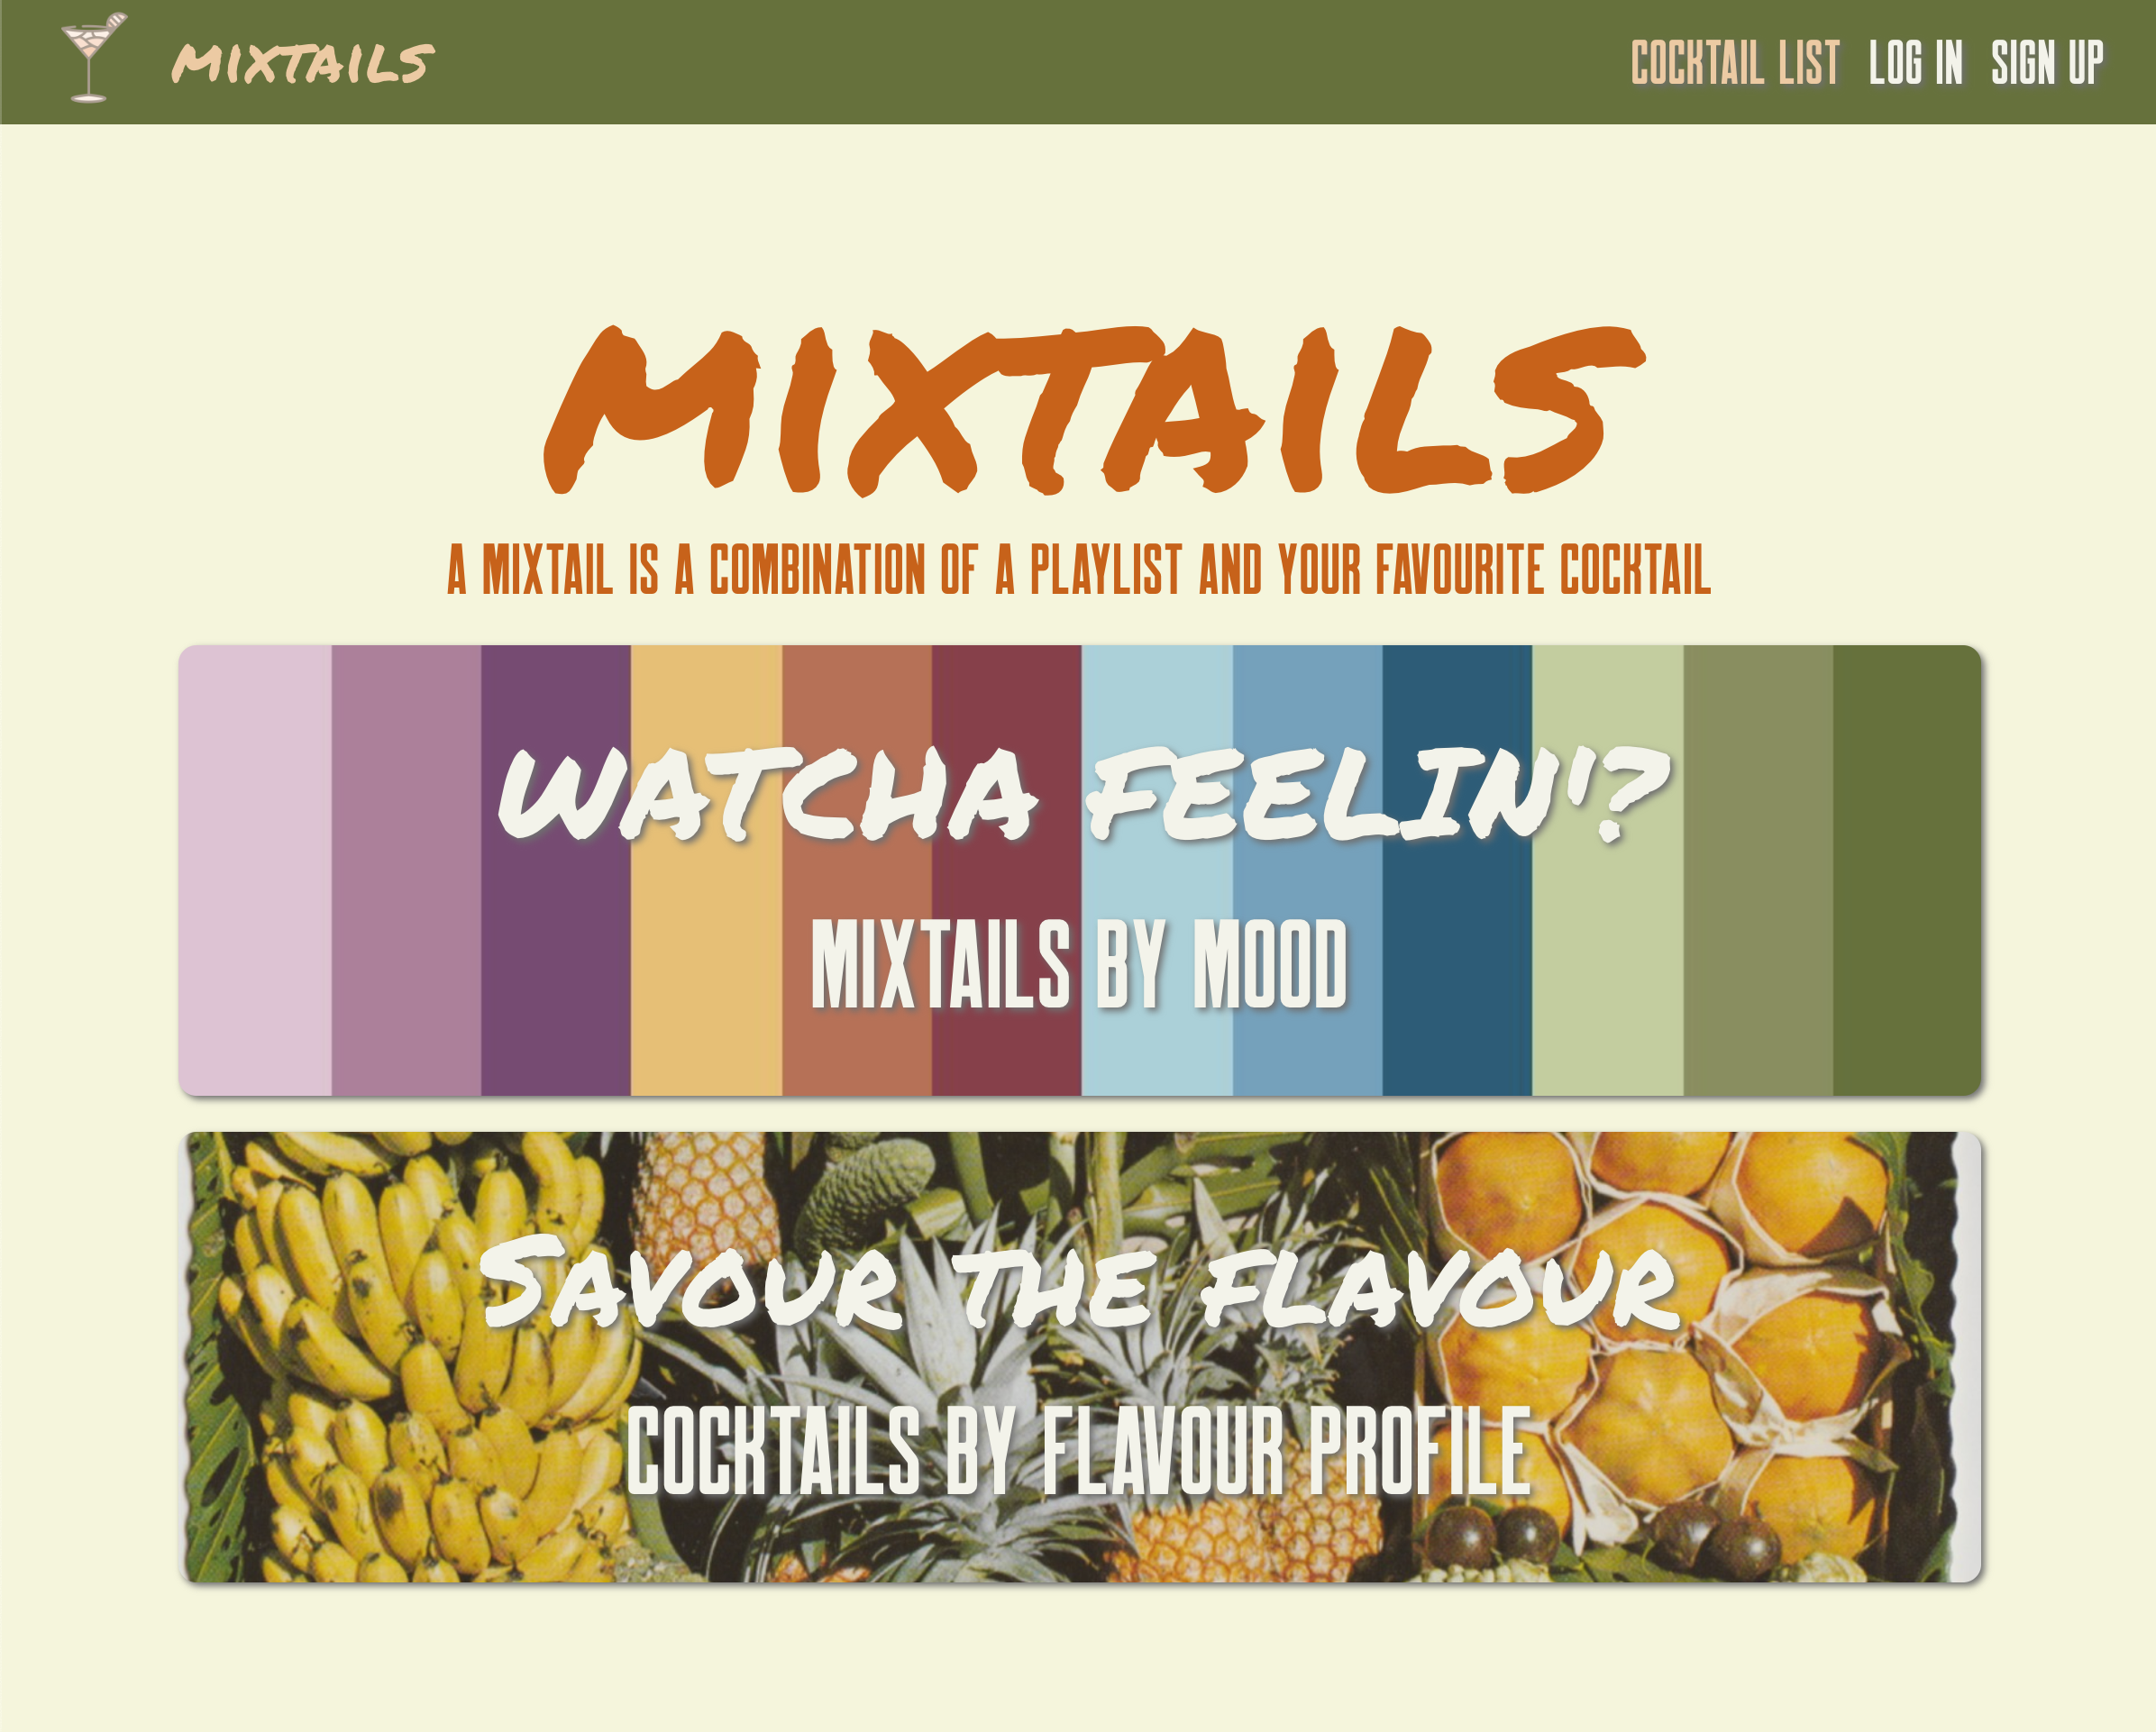 MIXTAILS
COCKTAIL LIST LOG IN SIGN UP
MIXTAILS
A MIXTAIL IS A COMBINATION OF A PLAYLIST AND YOUR FAVOURITE COCKTAIL
WATCHA FEELIN'?
MIXTAILS BY MOOD
SAVOUR THE FLAVOUR
COCKTAILS BY FLAVOUR PROFILE